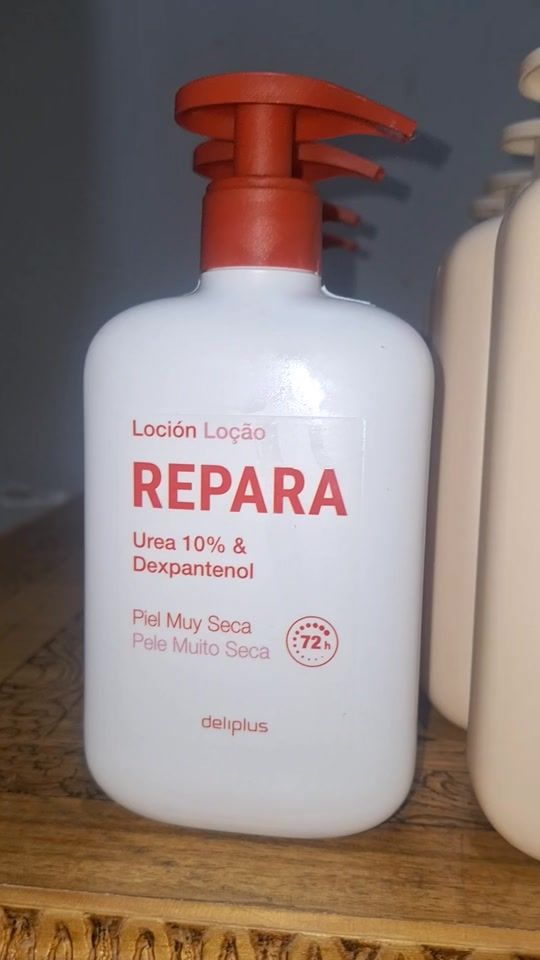 Loción Loção
REPARA
Urea 10% &
Dexpantenol
Piel Muy Seca
Pele Muito Seca
72h
deliplus